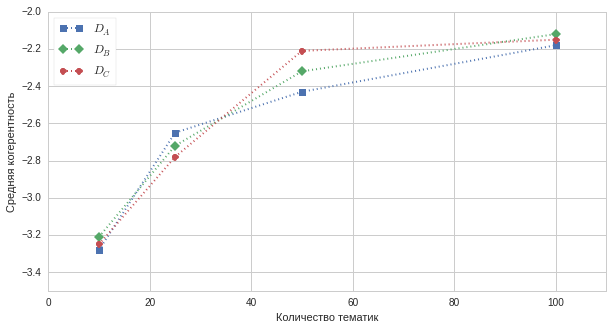 −2.0
−2.2
−2.4
−2.6
−2.8
−3.0
−3.2
−3.4
Средняя когерентность
D_A
D_B
D_C
0 20 40 60 80 100
Количество тематик